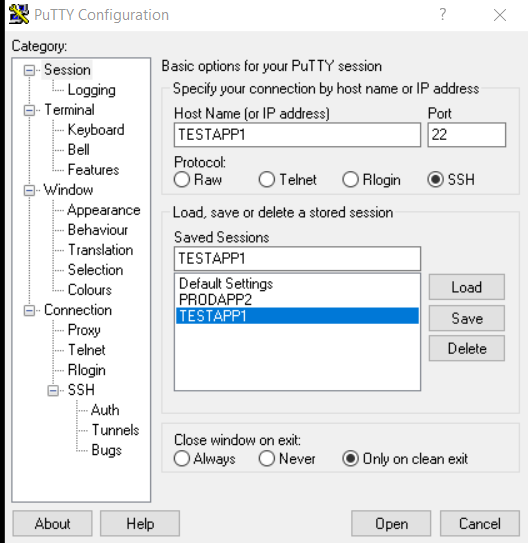 PuTTY Configuration
?
Category:
Session
Logging
Terminal
Keyboard
Bell
Features
Window
Appearance
Behaviour
Translation
Selection
Colours
Connection
Proxy
Telnet
Rlogin
SSH
Auth
Tunnels
Bugs
Basic options for your PuTTY session
Specify your connection by host name or IP address
Host Name (or IP address) Port
TESTAPP1 22
Protocol:
Raw Telnet Rlogin SSH
Load, save or delete a stored session
Saved Sessions
TESTAPP1
Default Settings
PRODAPP2
TESTAPP1
Load
Save
Delete
Close window on exit:
Always Never Only on clean exit
About Help Open Cancel